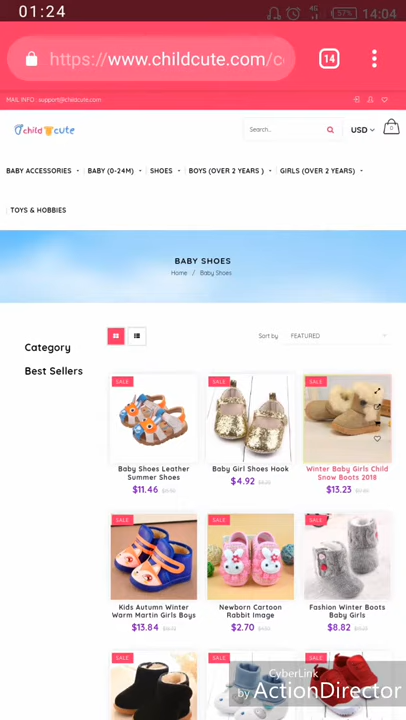 01:24
4G
57%
14:04
https://www.childcute.com/c
14
MAIL INFO : support@childcute.com
child cute
Search...
USD
0
BABY ACCESSORIES
BABY (0-24M)
SHOES
BOYS (OVER 2 YEARS )
GIRLS (OVER 2 YEARS)
TOYS & HOBBIES
BABY SHOES
Home / Baby Shoes
Category
Best Sellers
Sort by
FEATURED
SALE
SALE
SALE
Baby Shoes Leather
Summer Shoes
$11.46
Baby Girl Shoes Hook
$4.92
Winter Baby Girls Child
Snow Boots 2018
$13.23
SALE
SALE
SALE
Kids Autumn Winter
Warm Martin Girls Boys
$13.84
Newborn Cartoon
Rabbit Image
$2.70
Fashion Winter Boots
Baby Girls
$8.82
SALE
SALE
SALE
CyberLink
by ActionDirector